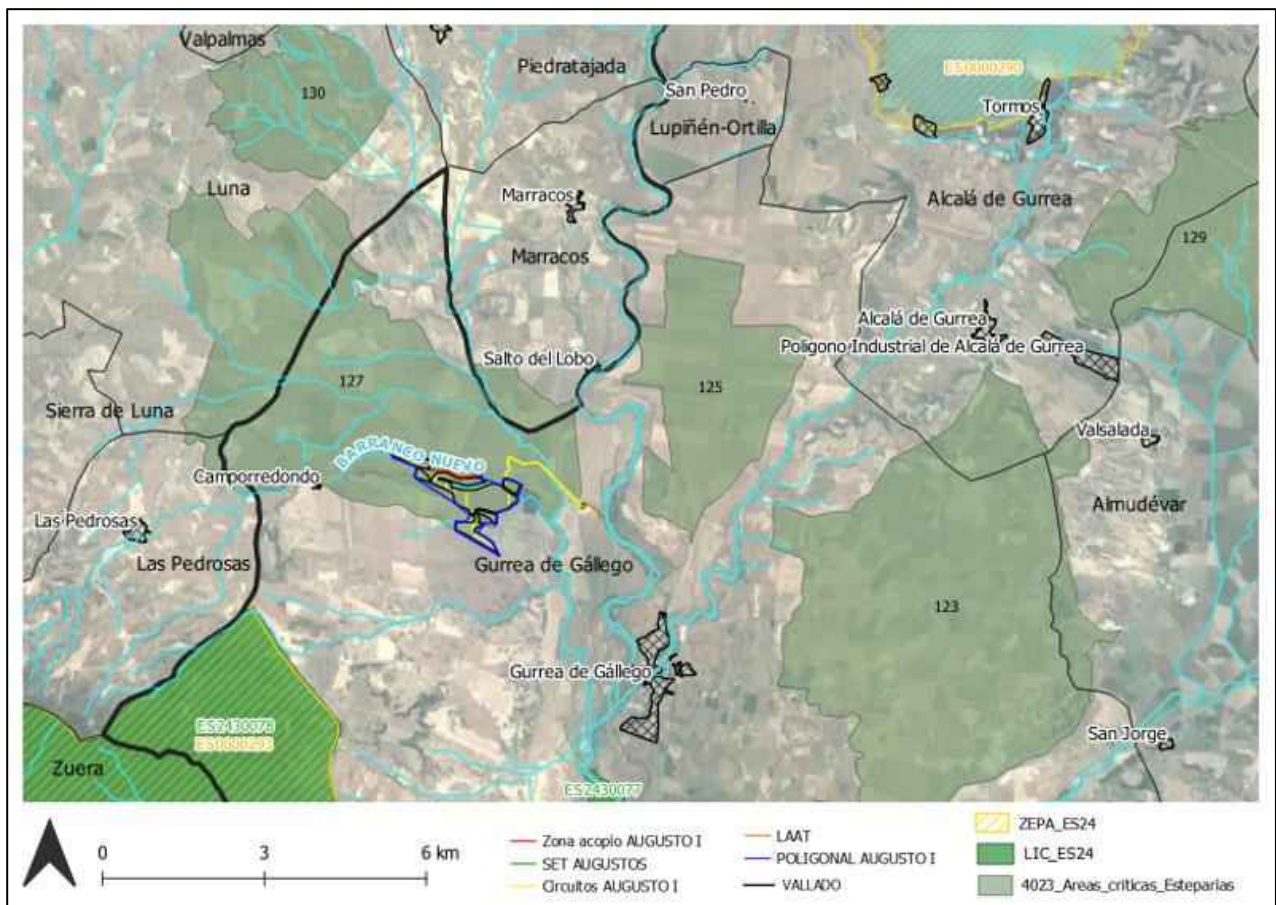 Valpalmas
Piedratajada
ES0000290
130
San Pedro
Tormos
Lupiñén-Ortilla
Luna
Marracos
Alcalá de Gurrea
Marracos
129
Alcalá de Gurrea
Salto del Lobo
Polígono Industrial de Alcalá de Gurrea
127
125
Sierra de Luna
Valsalada
BARRANCO NUEVO
Camporredondo
Almudévar
Las Pedrosas
Las Pedrosas
Gurrea de Gállego
123
Gurrea de Gállego
ES2430078
ES0000293
San Jorge
Zuera
ES2430077
0 3 6 km
Zona acopio AUGUSTO I
SET AUGUSTOS
Circuitos AUGUSTO I
LAAT
POLIGONAL AUGUSTO I
VALLADO
ZEPA_ES24
LIC_ES24
4023_Areas_criticas_Esteparias